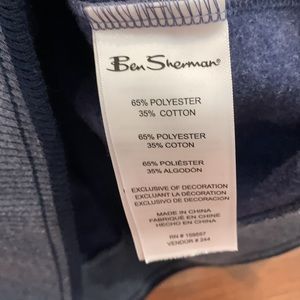 Ben Sherman®
65% POLYESTER
35% COTTON
65% POLYESTER
35% COTON
65% POLIÉSTER
35% ALGODÓN
EXCLUSIVE OF DECORATION
EXCLUANT LA DÉCORATION
EXCLUSIVO DE DECORACIÓN
MADE IN CHINA
FABRIQUÉ EN CHINE
HECHO EN CHINA
RN # 159557
VENDOR # 244